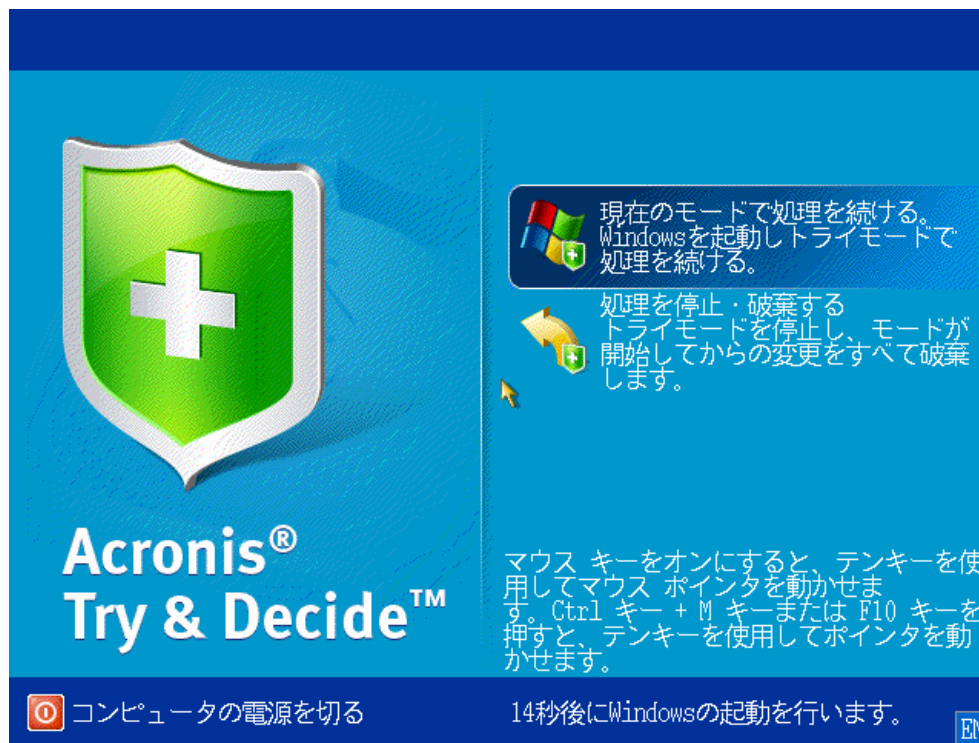 現在のモードで処理を続ける。
Windowsを起動しトライモードで
処理を続ける。
処理を停止・破棄する
トライモードを停止し、モードが
開始してからの変更をすべて破棄
します。
Acronis®
Try & Decide™
マウス キーをオンにすると、テンキーを使
用してマウス ポインタを動かせま
す。Ctrl キー + M キーまたは F10 キーを
押すと、テンキーを使用してポインタを動
かせます。
コンピュータの電源を切る
14秒後にWindowsの起動を行います。
EN